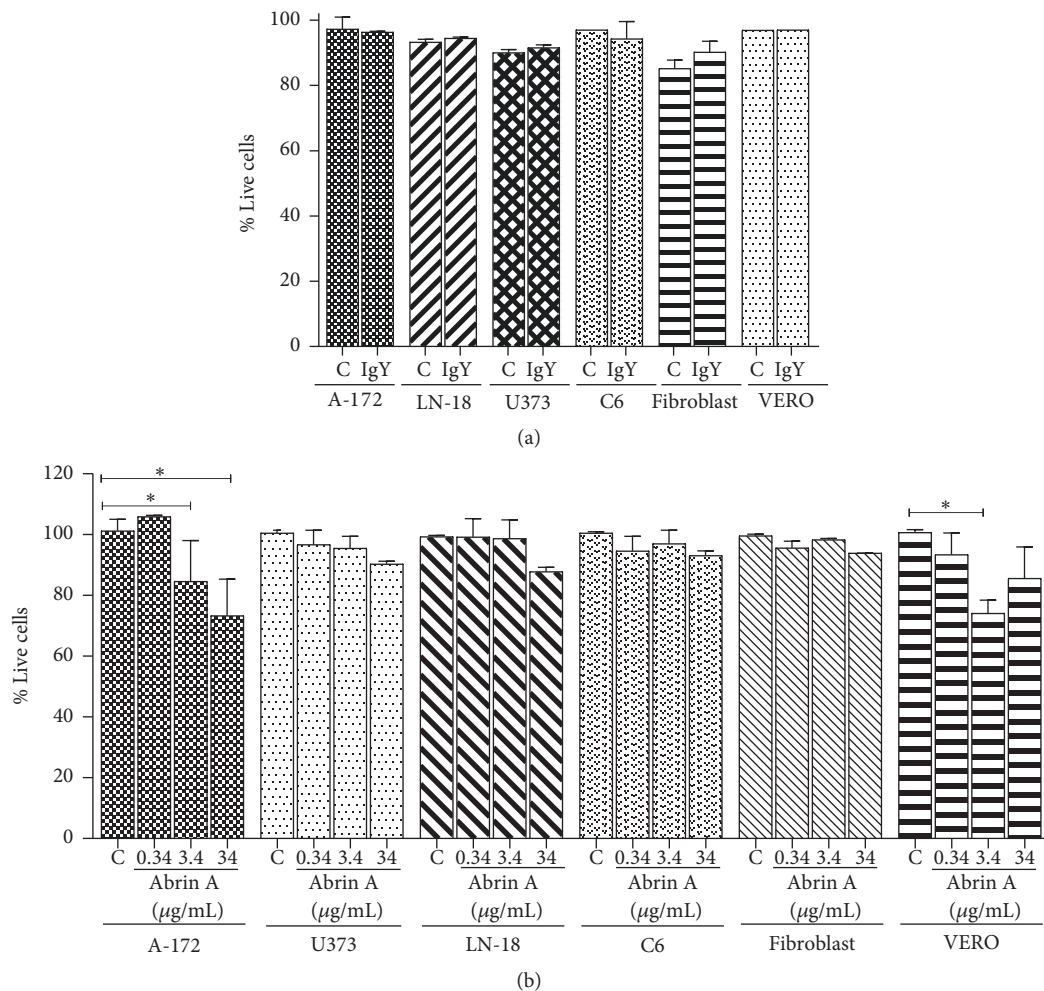 100
80
60
40
20
0
% Live cells
C IgY C IgY C IgY C IgY C IgY C IgY
A-172 LN-18 U373 C6 Fibroblast VERO
(a)
120
100
80
60
40
20
0
% Live cells
* * *
C 0.34 3.4 34 C 0.34 3.4 34 C 0.34 3.4 34 C 0.34 3.4 34 C 0.34 3.4 34 C 0.34 3.4 34
Abrin A Abrin A Abrin A Abrin A Abrin A Abrin A
(μg/mL) (μg/mL) (μg/mL) (μg/mL) (μg/mL) (μg/mL)
A-172 U373 LN-18 C6 Fibroblast VERO
(b)